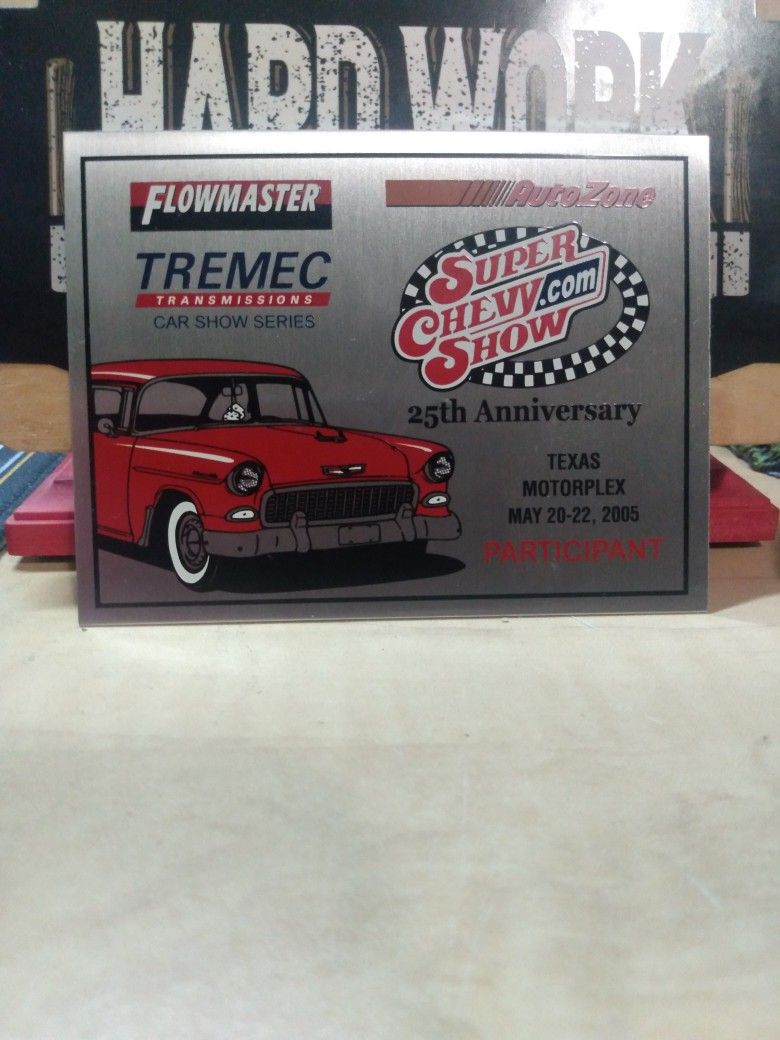 HARD WORK
FLOWMASTER
AutoZone
TREMEC
TRANSMISSIONS
CAR SHOW SERIES
SUPER
CHEVY.com
SHOW
25th Anniversary
TEXAS
MOTORPLEX
MAY 20-22, 2005
PARTICIPANT